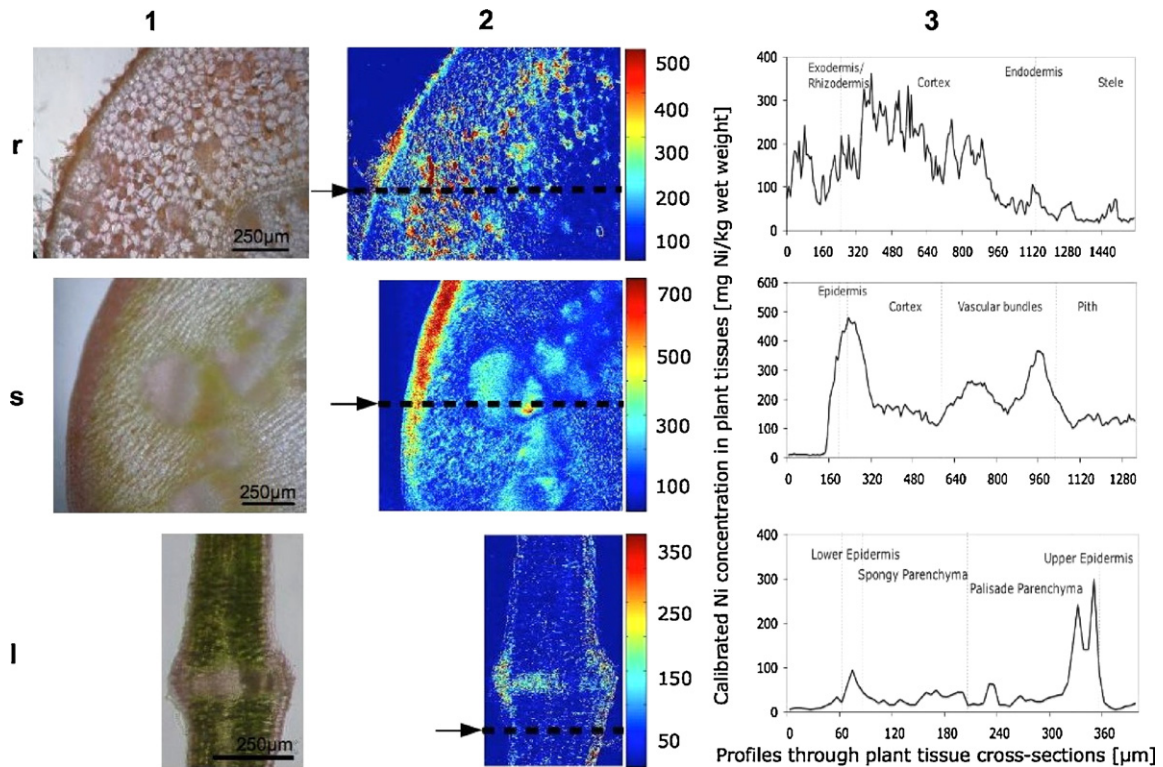 1
2
3
r
250µm
500
400
300
200
100
400
300
200
100
0
Exodermis/
Rhizodermis
Cortex
Endodermis
Stele
0 160 320 480 640 800 960 1120 1280 1440
s
250µm
700
500
300
100
600
500
400
300
200
100
0
Epidermis
Cortex
Vascular bundles
Pith
0 160 320 480 640 800 960 1120 1280
l
250µm
350
250
150
50
400
300
200
100
0
Lower Epidermis
Spongy Parenchyma
Palisade Parenchyma
Upper Epidermis
0 60 120 180 240 300 360
Calibrated Ni concentration in plant tissues [mg Ni/kg wet weight]
Profiles through plant tissue cross-sections [µm]